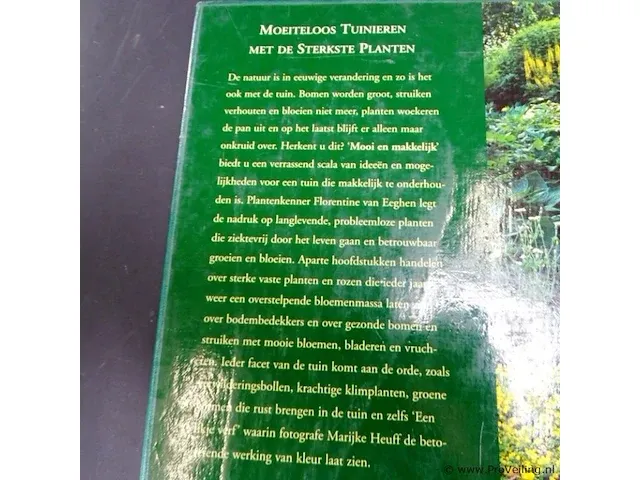 Moeiteloos Tuinieren
met de Sterkste Planten
De natuur is in eeuwige verandering en zo is het
ook met de tuin. Bomen worden groot, struiken
verhouten en bloeien niet meer, planten woekeren
de pan uit en op het laatst blijft er alleen maar
onkruid over. Herkent u dit? 'Mooi en makkelijk'
biedt u een verrassend scala van ideeën en moge-
lijkheden voor een tuin die makkelijk te onderhou-
den is. Plantenkenner Florentine van Eeghen legt
de nadruk op langlevende, probleemloze planten
die ziektevrij door het leven gaan en betrouwbaar
groeien en bloeien. Aparte hoofdstukken handelen
over sterke vaste planten en rozen die ieder jaar
weer een overstelpende bloemenmassa laten
over bodembedekkers en over gezonde bomen en
struiken met mooie bloemen, bladeren en vruch-
ten. Ieder facet van de tuin komt aan de orde, zoals
krachtige klimplanten, groene
die rust brengen in de tuin en zelfs 'Een
verf' waarin fotografe Marijke Heuff de beto-
werking van kleur laat zien.
© www.ProVeiling.nl